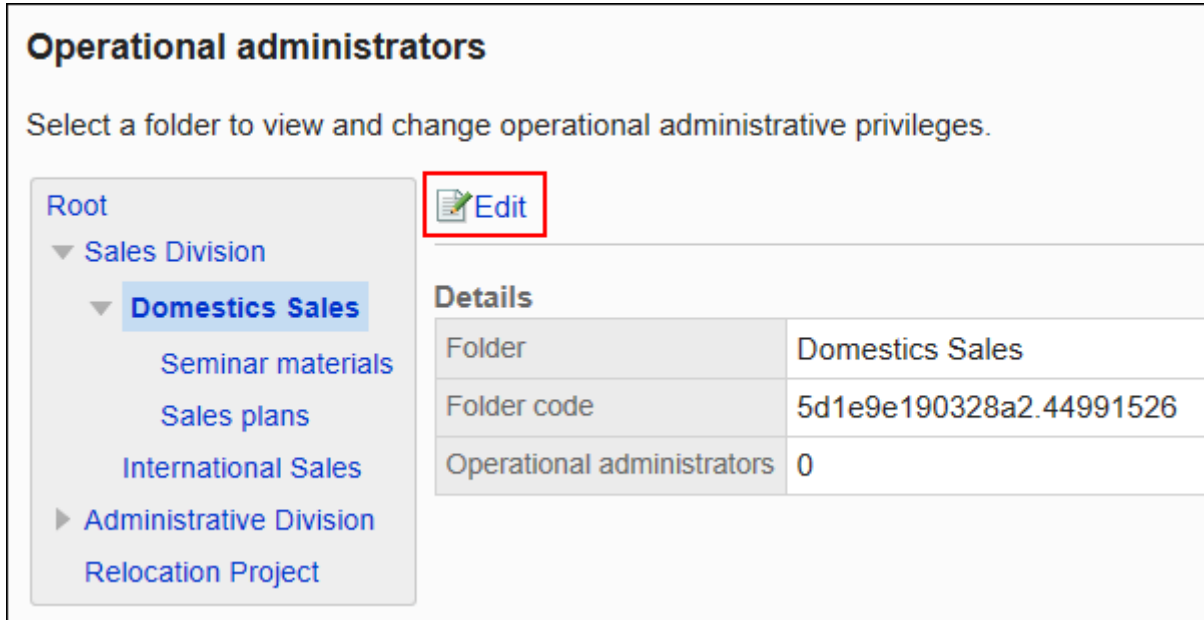 Operational administrators
Select a folder to view and change operational administrative privileges.
Root
Sales Division
Domestics Sales
Seminar materials
Sales plans
International Sales
Administrative Division
Relocation Project
Edit
Details
Folder Domestics Sales
Folder code 5d1e9e190328a2.44991526
Operational administrators 0